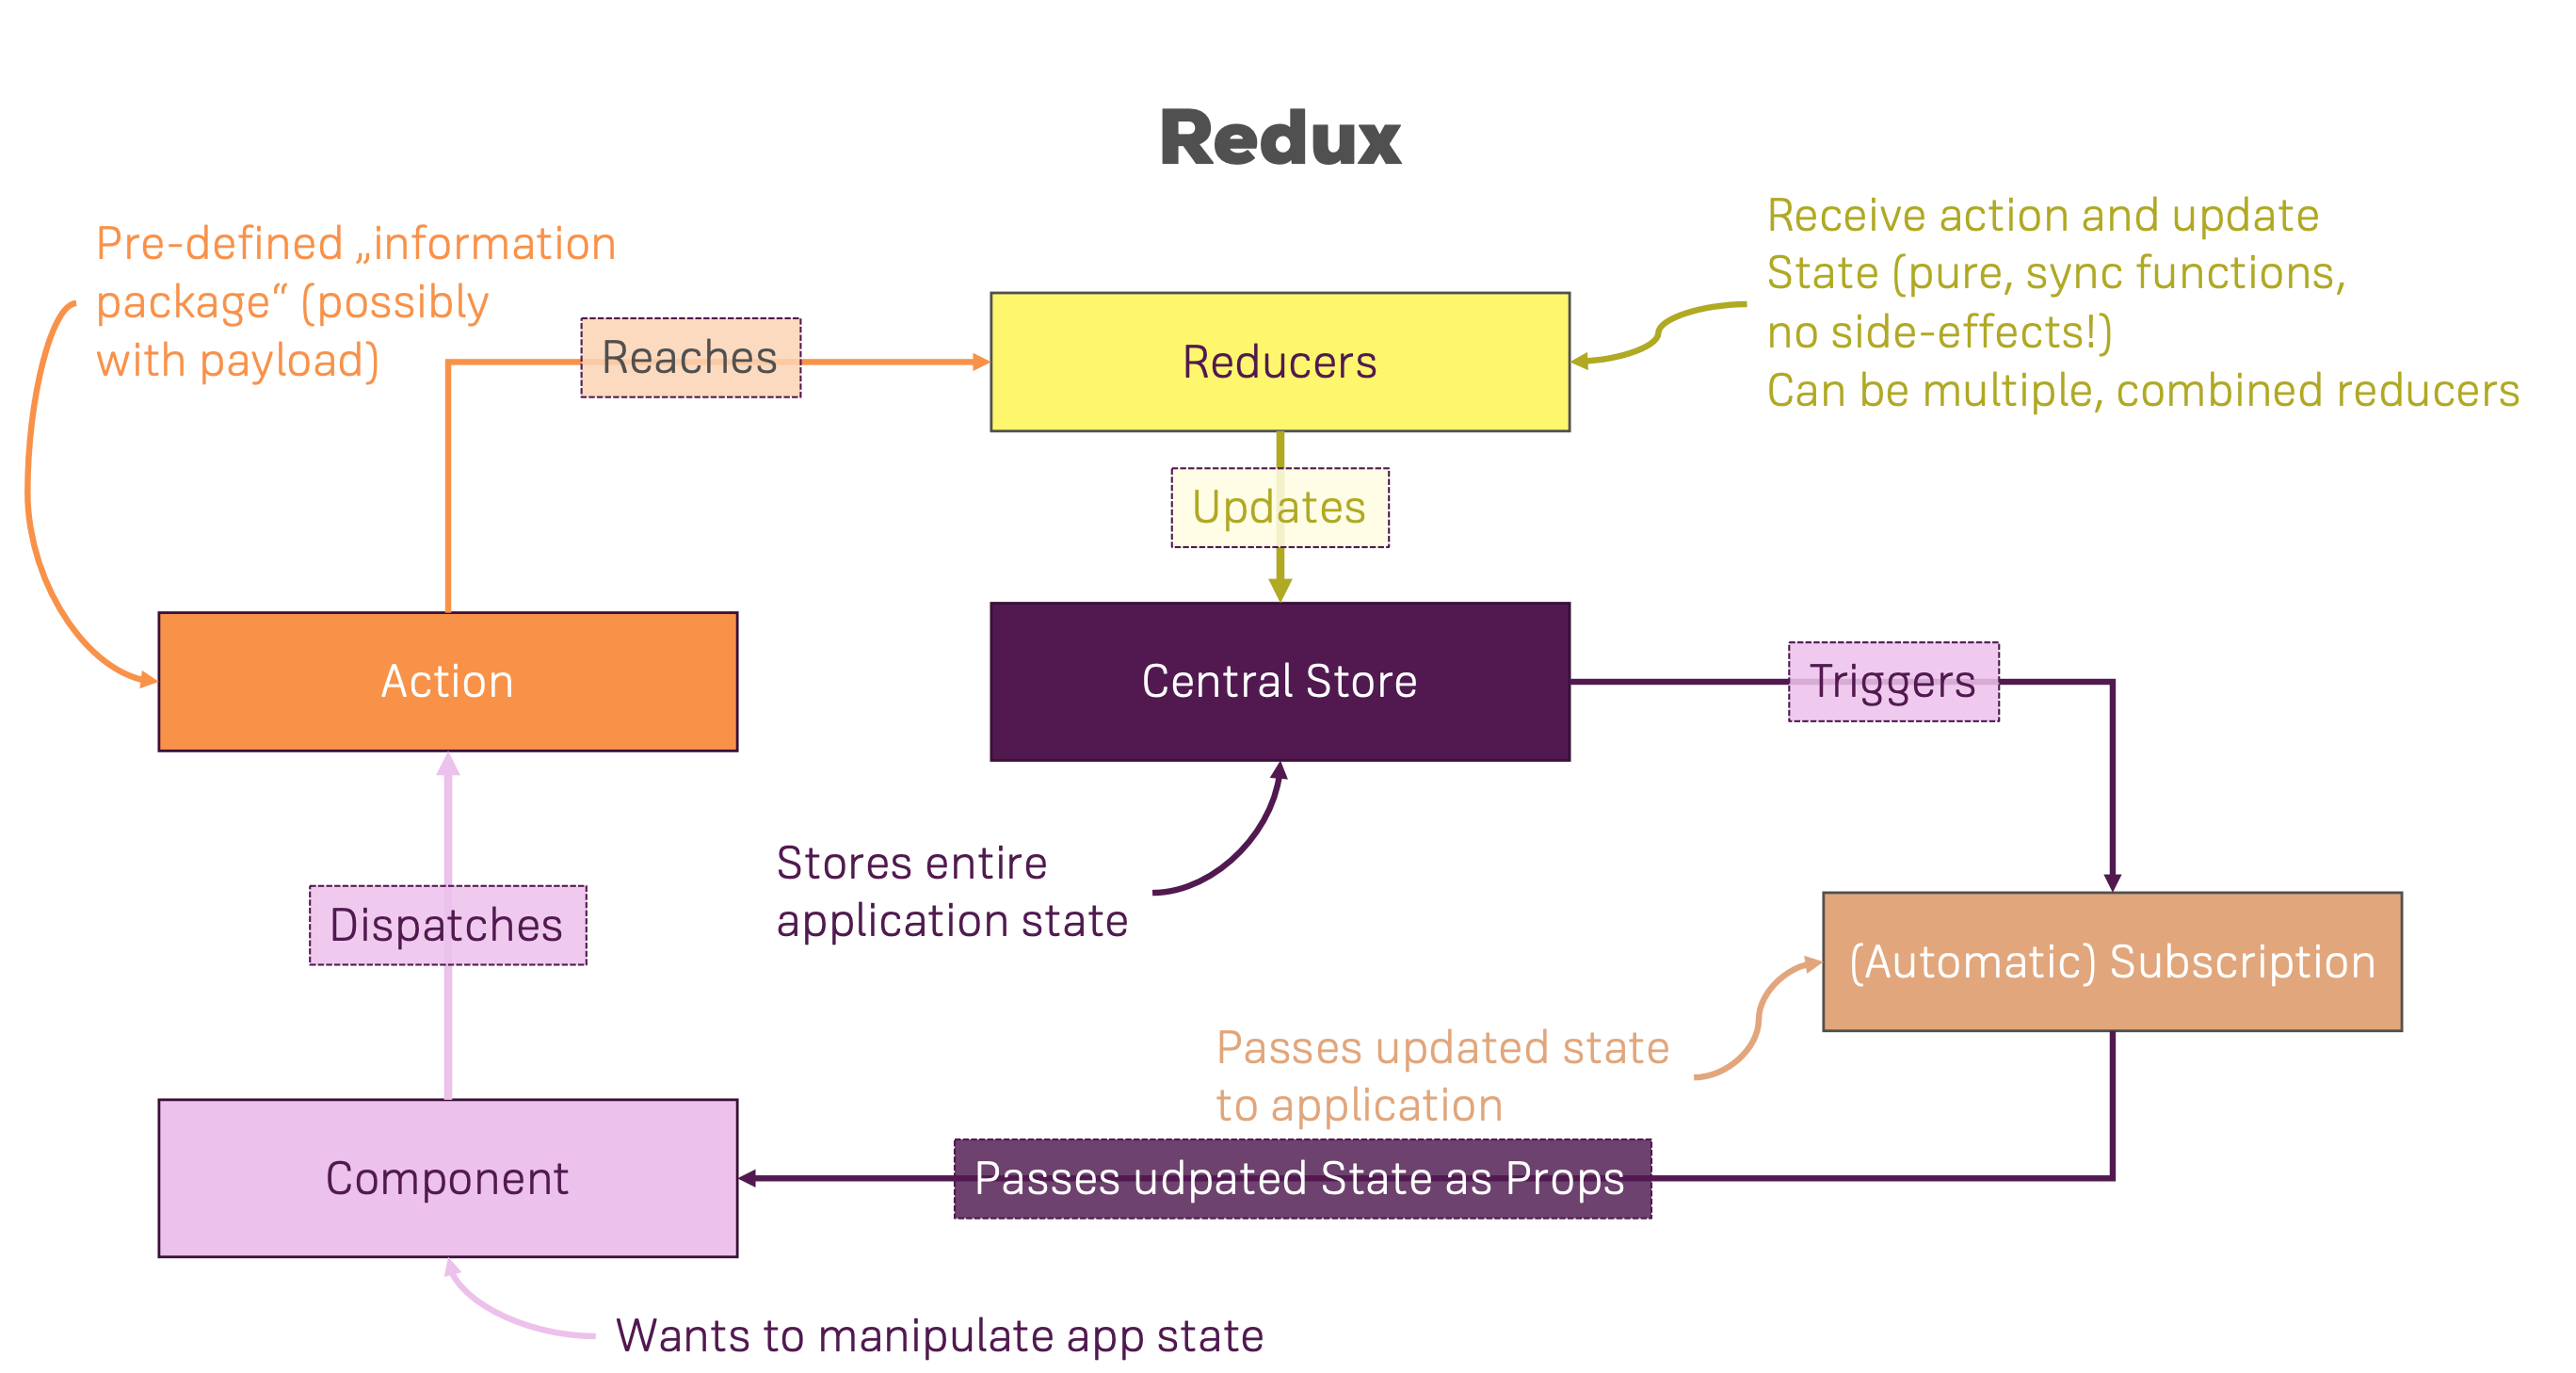 Redux
Pre-defined „information
package“ (possibly
with payload)
Receive action and update
State (pure, sync functions,
no side-effects!)
Can be multiple, combined reducers
Reaches
Reducers
Updates
Action
Central Store
Triggers
Stores entire
application state
Dispatches
(Automatic) Subscription
Passes updated state
to application
Component
Passes udpated State as Props
Wants to manipulate app state